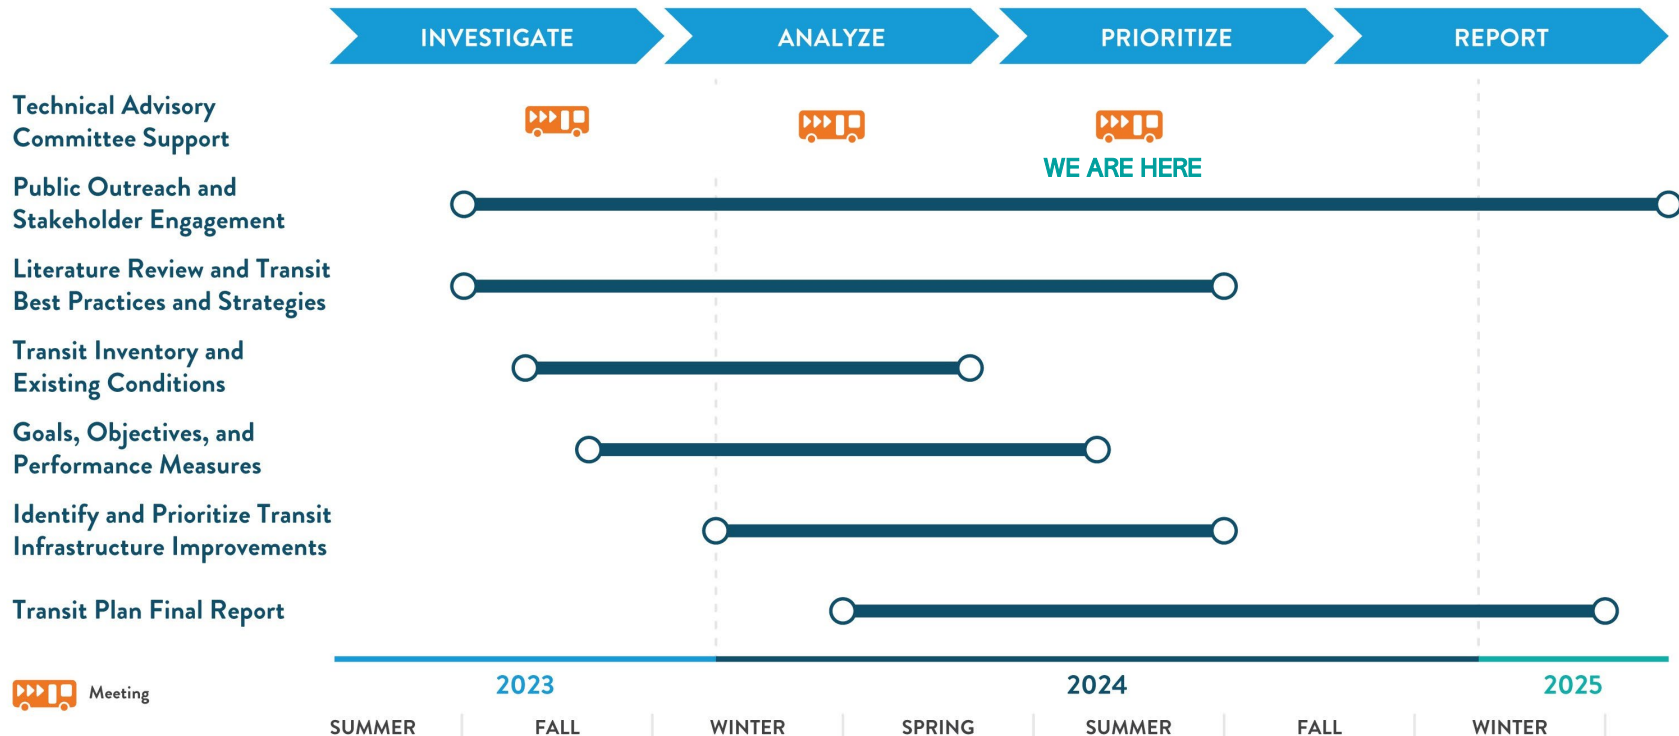 INVESTIGATE ANALYZE PRIORITIZE REPORT
Technical Advisory
Committee Support
WE ARE HERE
Public Outreach and
Stakeholder Engagement
Literature Review and Transit
Best Practices and Strategies
Transit Inventory and
Existing Conditions
Goals, Objectives, and
Performance Measures
Identify and Prioritize Transit
Infrastructure Improvements
Transit Plan Final Report
Meeting
2023 2024 2025
SUMMER FALL WINTER SPRING SUMMER FALL WINTER